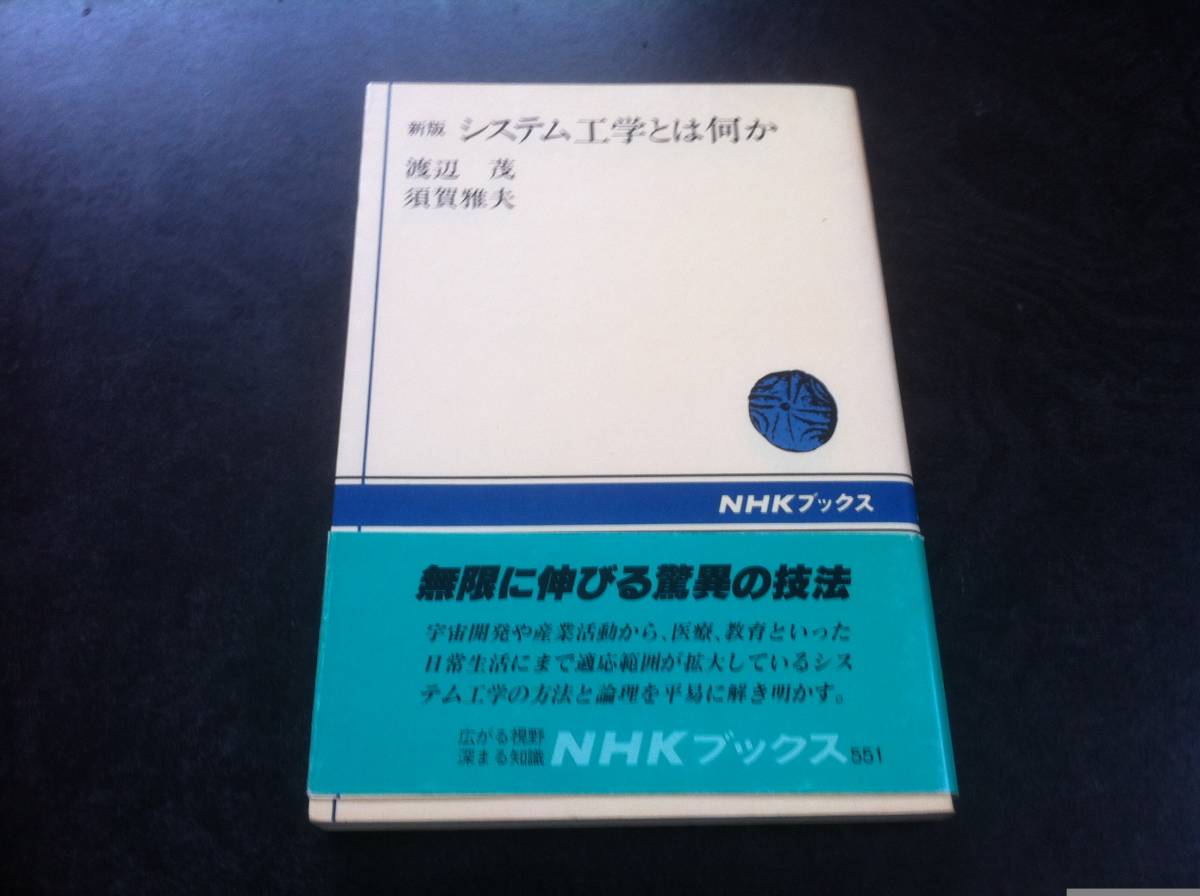 新版 システム工学とは何か
渡辺 茂
須賀雅夫
NHKブックス
無限に伸びる驚異の技法
宇宙開発や産業活動から、医療、教育といった
日常生活にまで適応範囲が拡大しているシス
テム工学の方法と論理を平易に解き明かす。
広がる視野
深まる知識
NHKブックス551